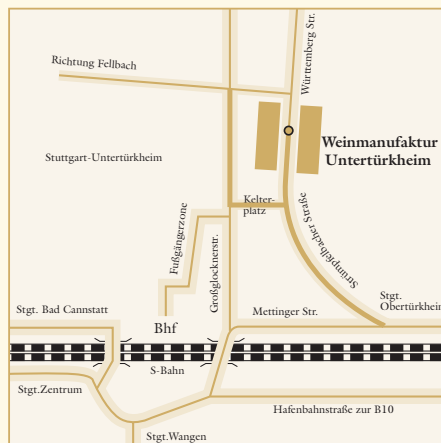 Württemberg Str.
Richtung Fellbach
Weinmanufaktur
Untertürkheim
Stuttgart-Untertürkheim
Kelter-
platz
Fußgängerzone
Großglocknerstr.
Strümpfelbacher Straße
Stgt.
Obertürkheim
Stgt. Bad Cannstatt
Mettinger Str.
Bhf
S-Bahn
Stgt.Zentrum
Hafenbahnstraße zur B10
Stgt.Wangen